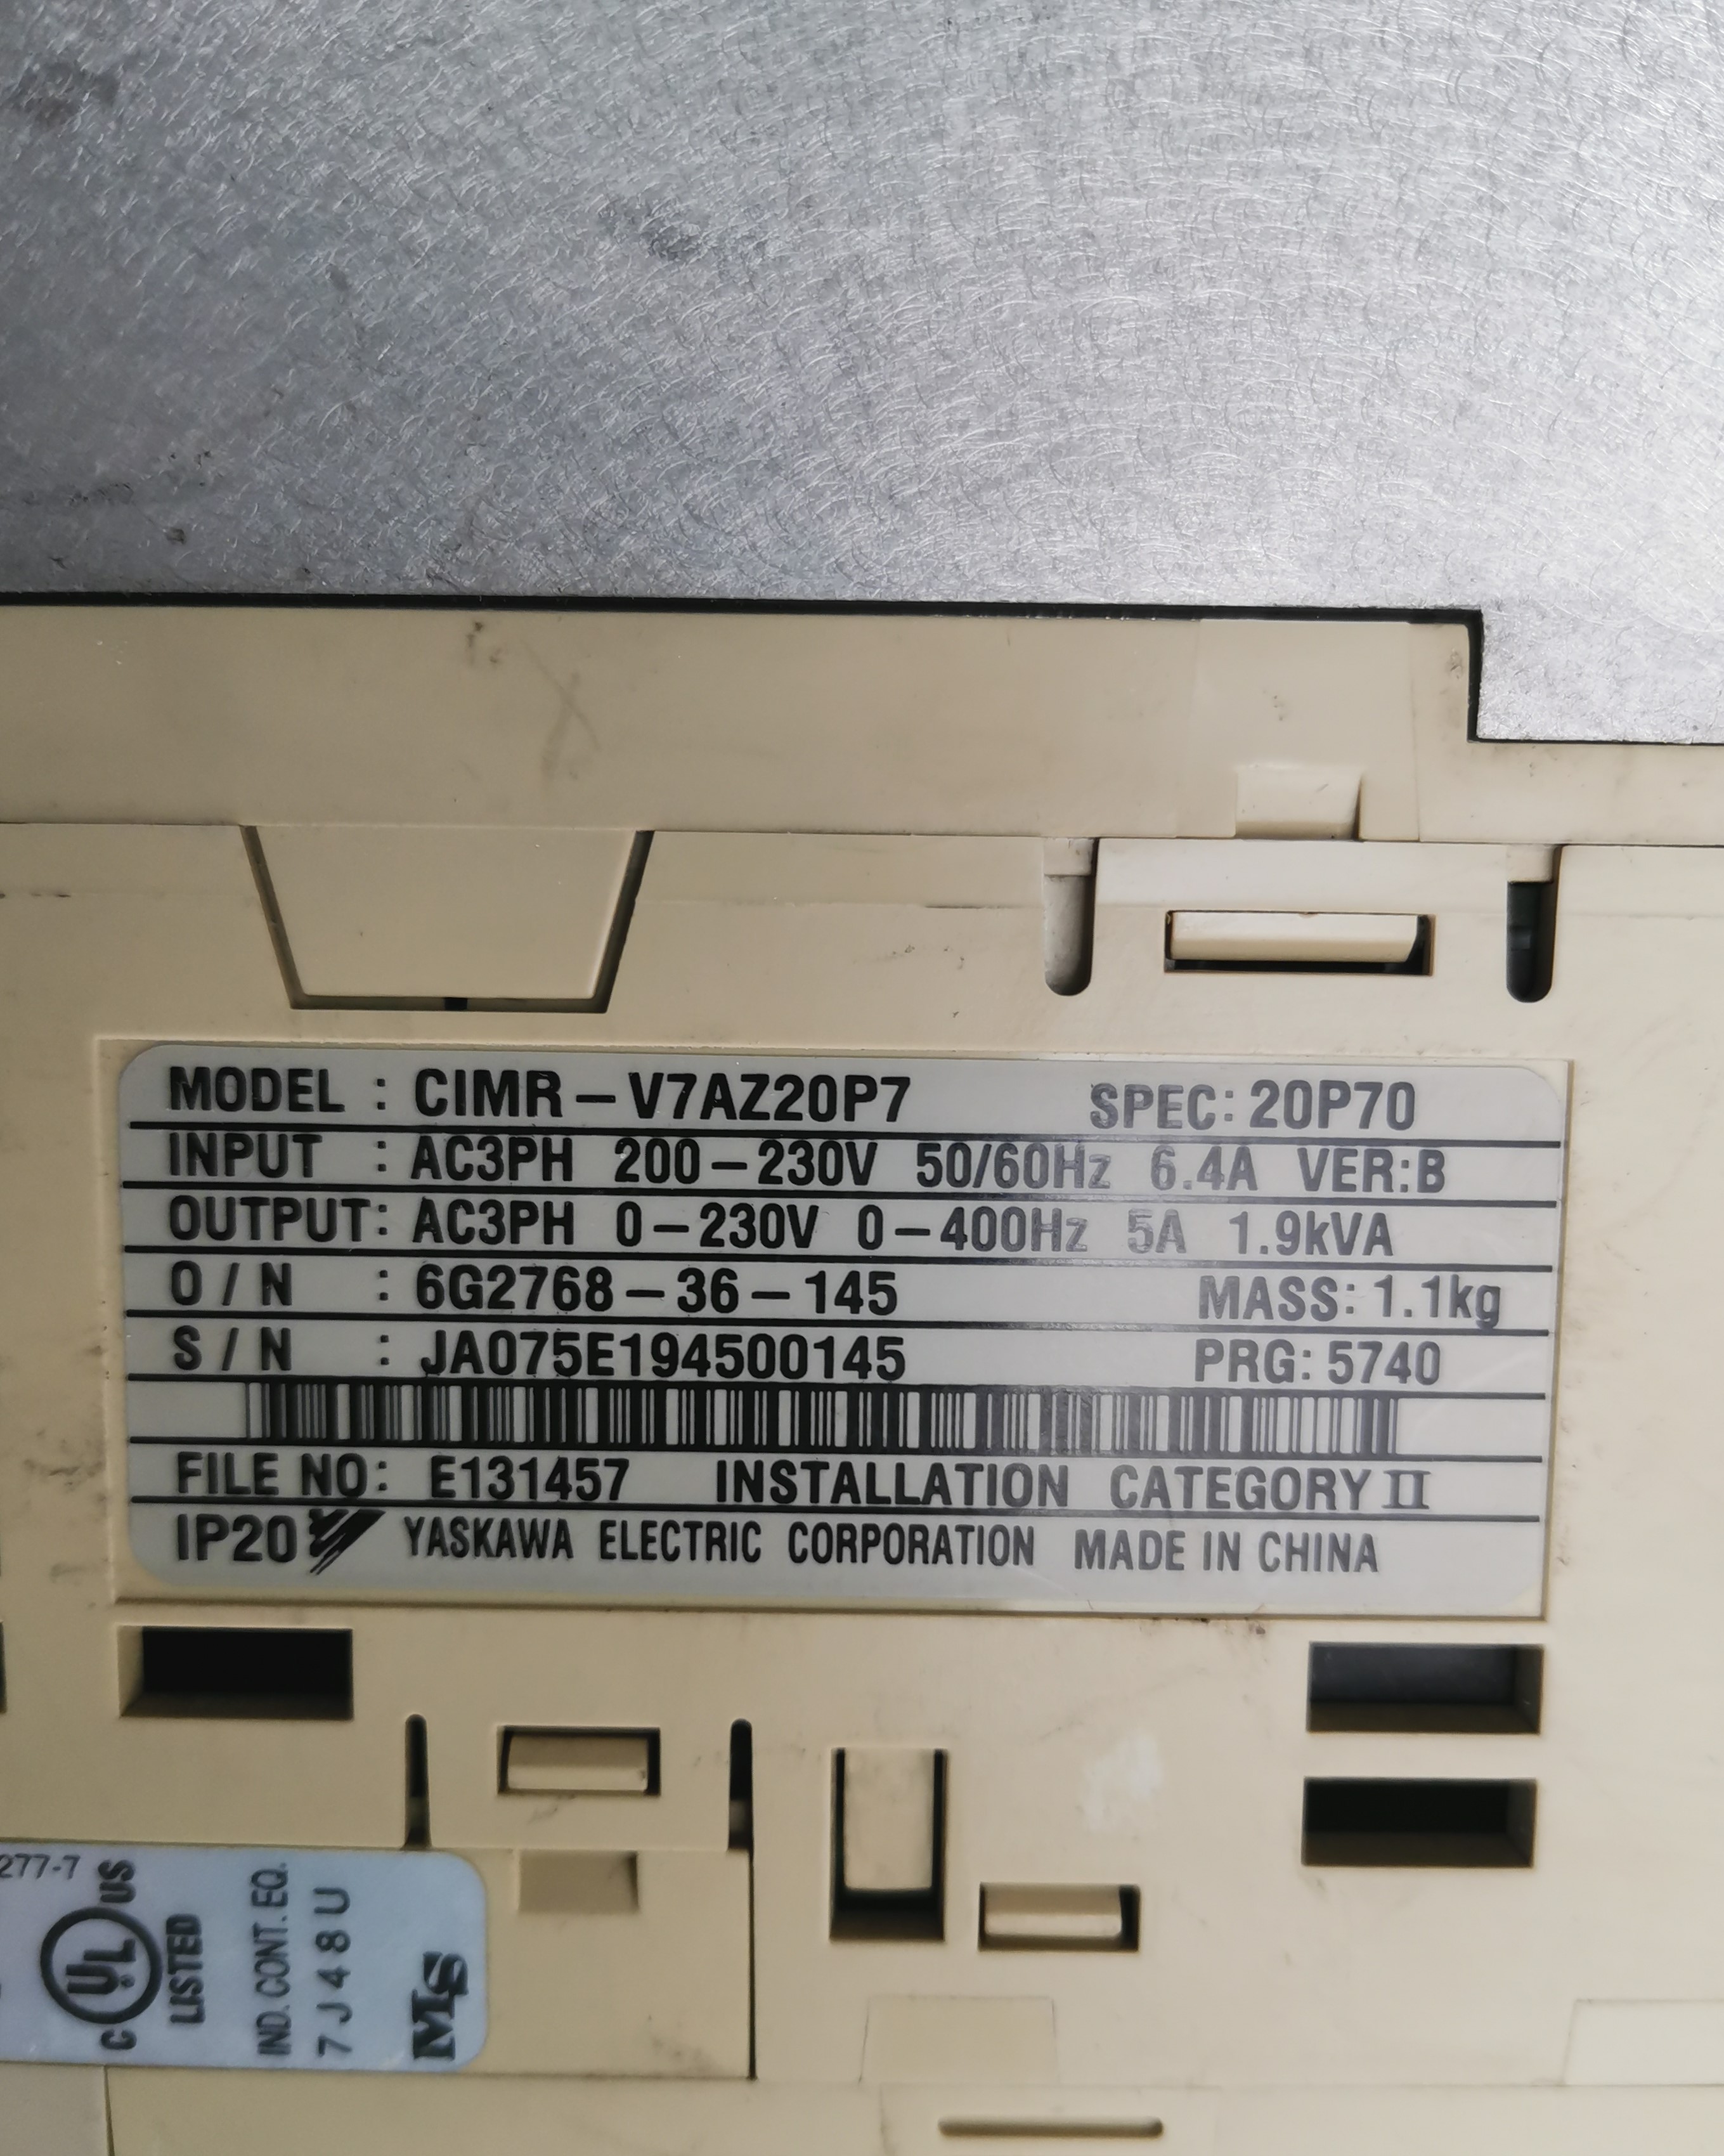 MODEL : CIMR-V7AZ20P7 SPEC: 20P70
INPUT : AC3PH 200-230V 50/60Hz 6.4A VER:B
OUTPUT: AC3PH 0-230V 0-400Hz 5A 1.9kVA
O/N : 6G2768-36-145 MASS: 1.1kg
S/N : JA075E194500145 PRG: 5740
FILE NO: E131457 INSTALLATION CATEGORY II
IP20 YASKAWA ELECTRIC CORPORATION MADE IN CHINA
277-7
C UL US
LISTED
IND. CONT. EQ.
7J48U
MS